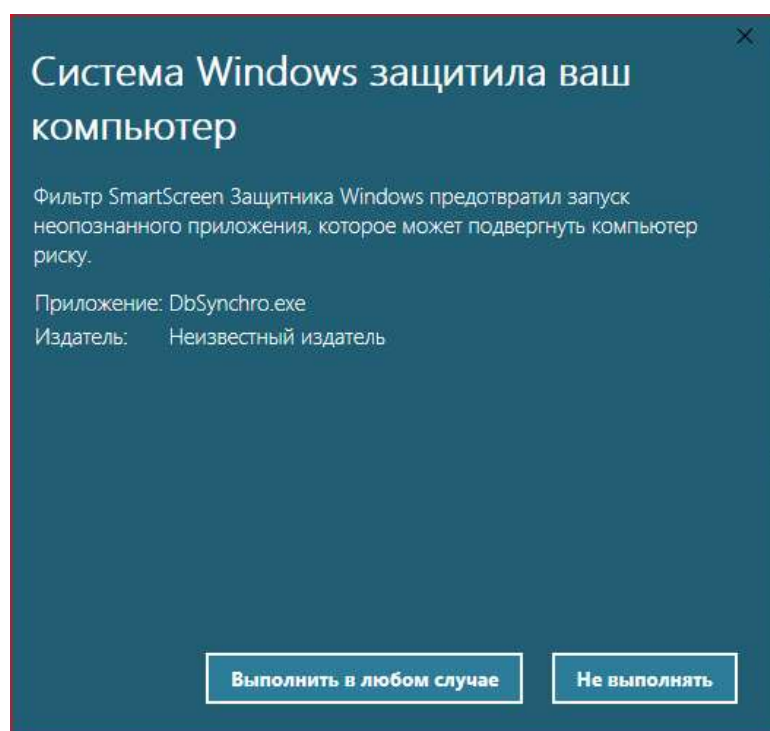 Система Windows защитила ваш
компьютер
Фильтр SmartScreen Защитника Windows предотвратил запуск
неопознанного приложения, которое может подвергнуть компьютер
риску.
Приложение: DbSynchro.exe
Издатель: Неизвестный издатель
Выполнить в любом случае Не выполнять